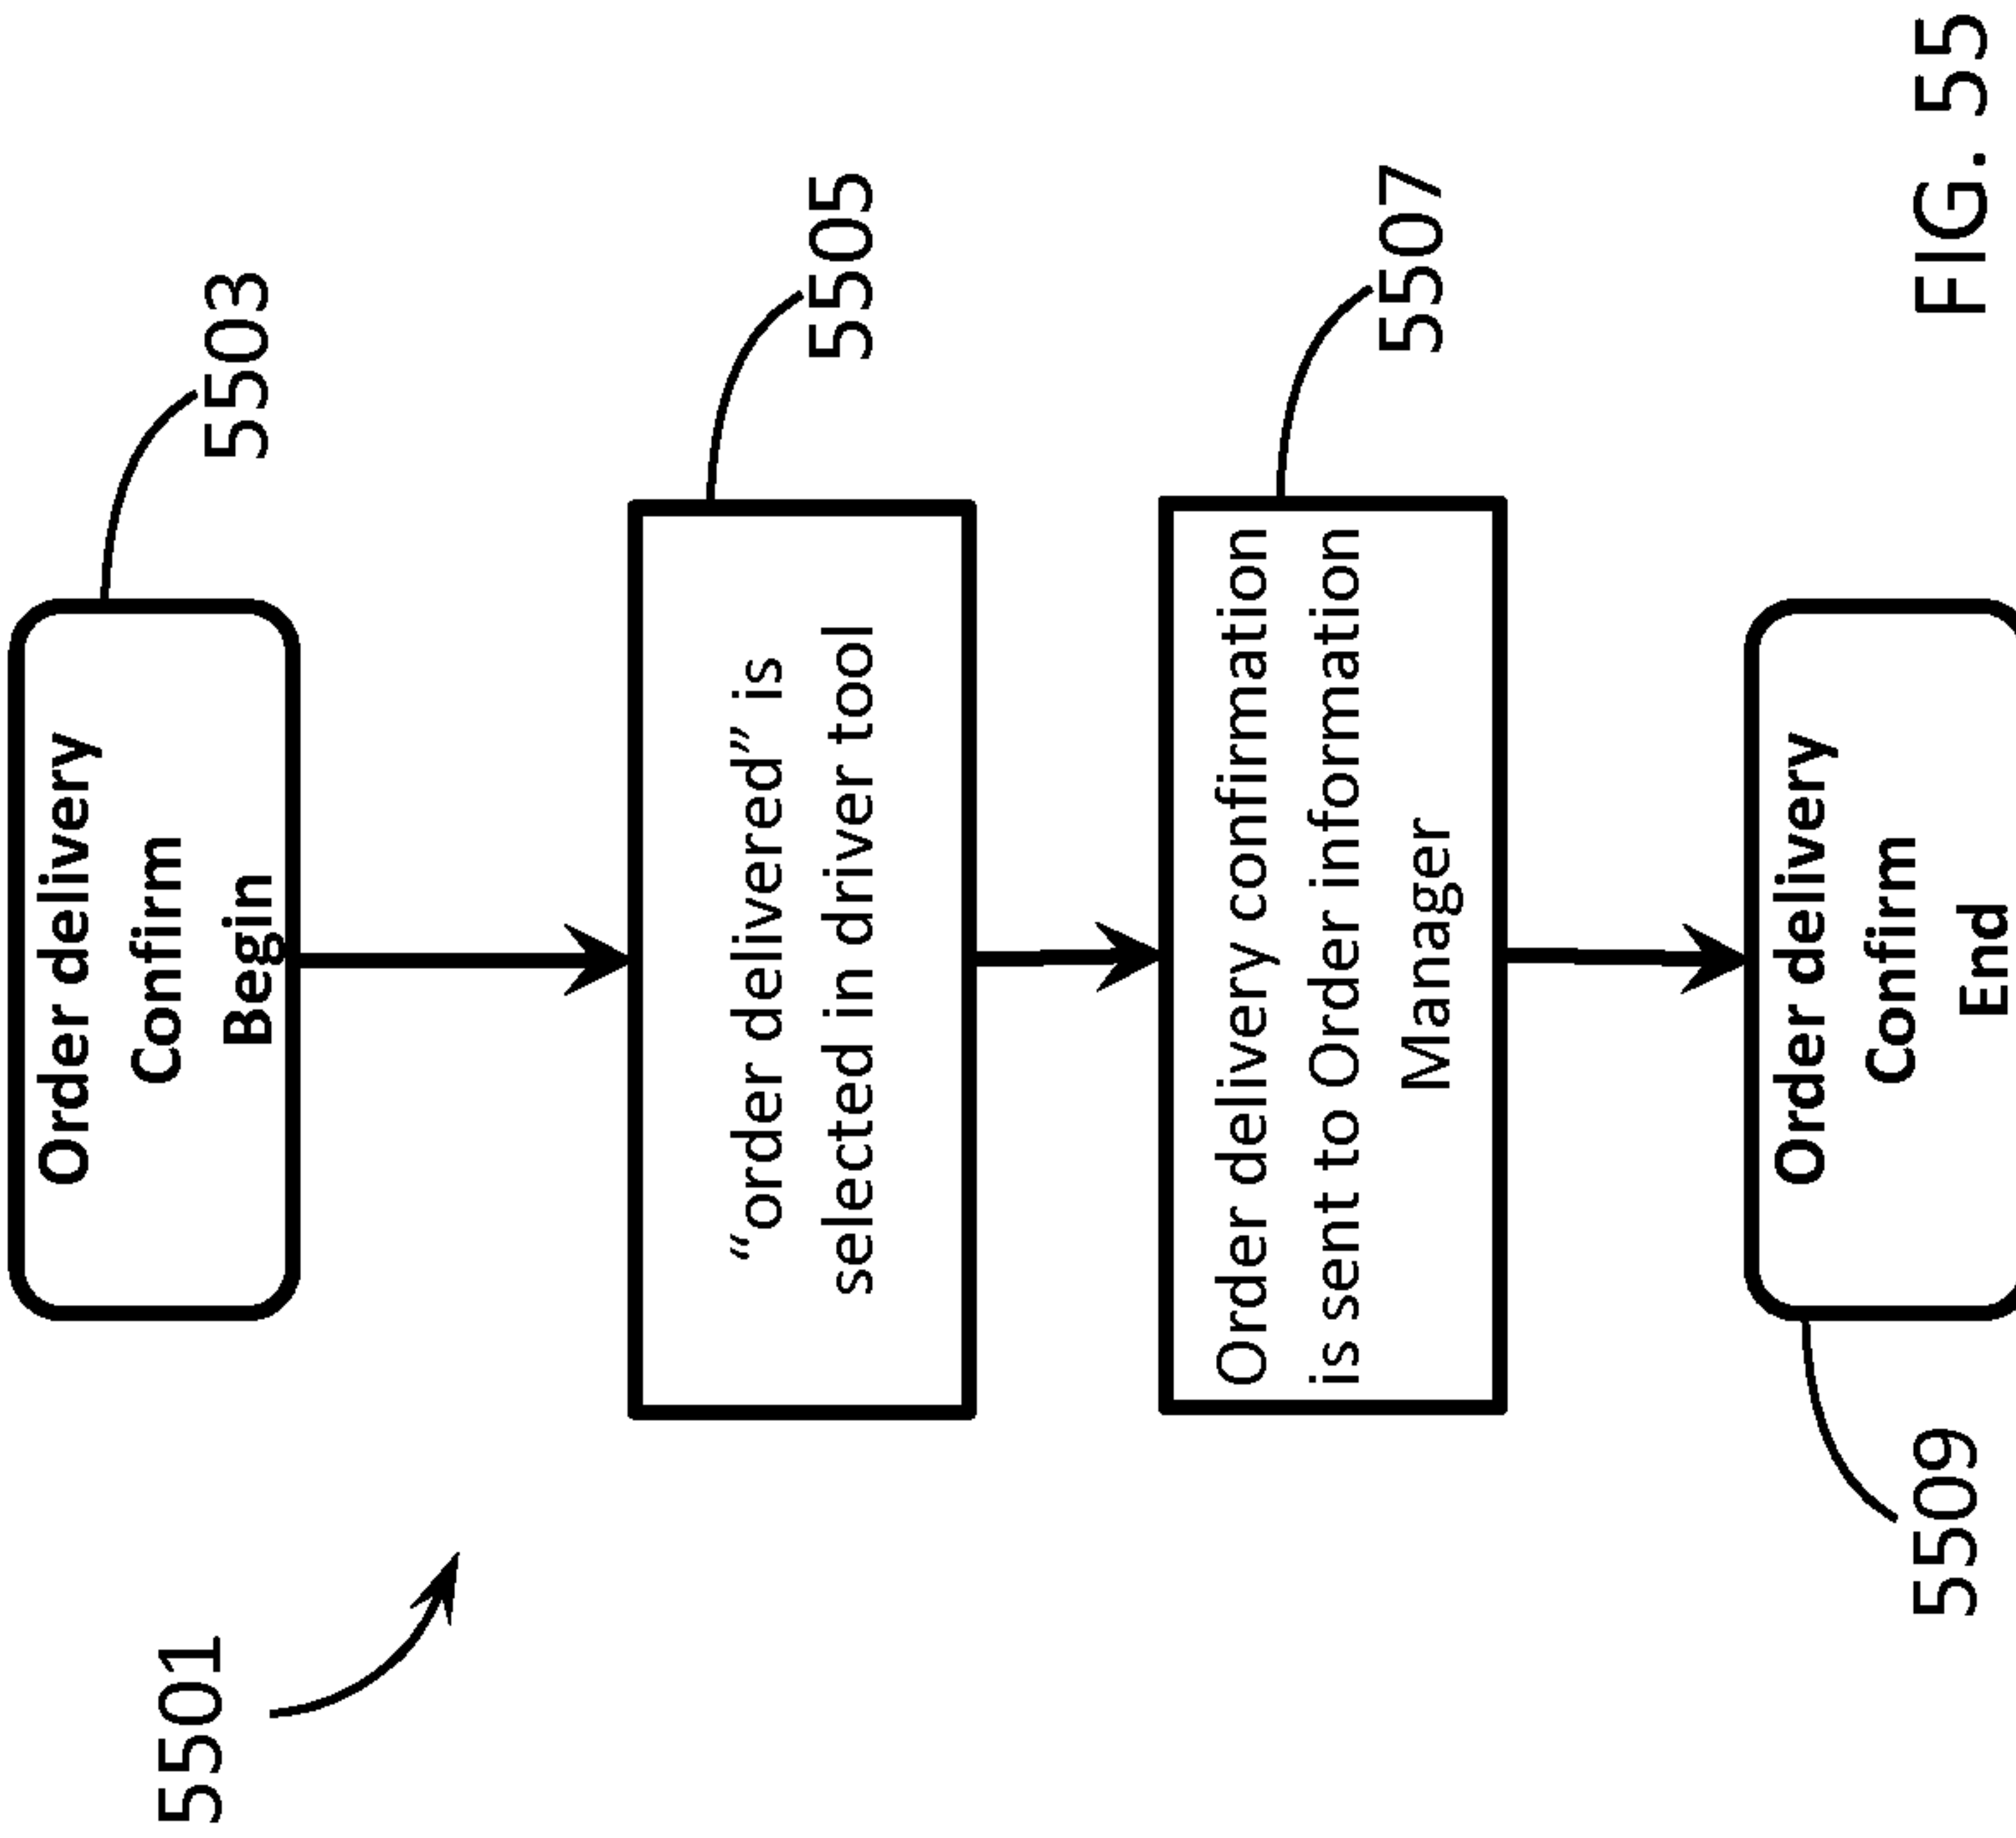 5501
Order delivery
Confirm
Begin
5503
“order delivered” is
selected in driver tool
5505
Order delivery confirmation
is sent to Order information
Manager
5507
Order delivery
Confirm
End
5509
FIG. 55